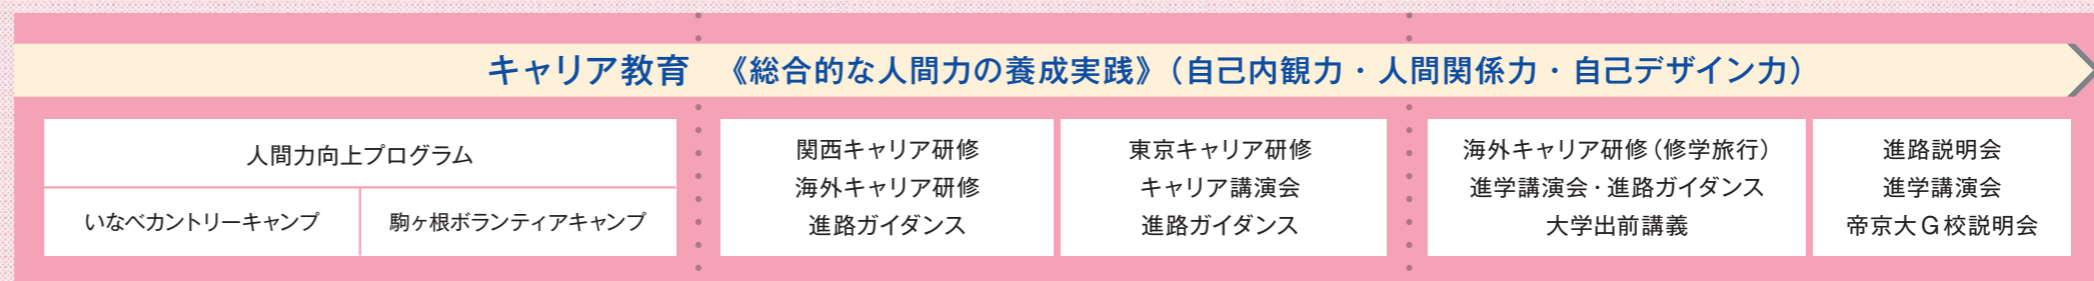 キャリア教育 《総合的な人間力の養成実践》（自己内観力・人間関係力・自己デザイン力）
人間力向上プログラム
いなべカントリーキャンプ
駒ヶ根ボランティアキャンプ
関西キャリア研修
海外キャリア研修
進路ガイダンス
東京キャリア研修
キャリア講演会
進路ガイダンス
海外キャリア研修（修学旅行）
進学講演会・進路ガイダンス
大学出前講義
進路説明会
進学講演会
帝京大G校説明会